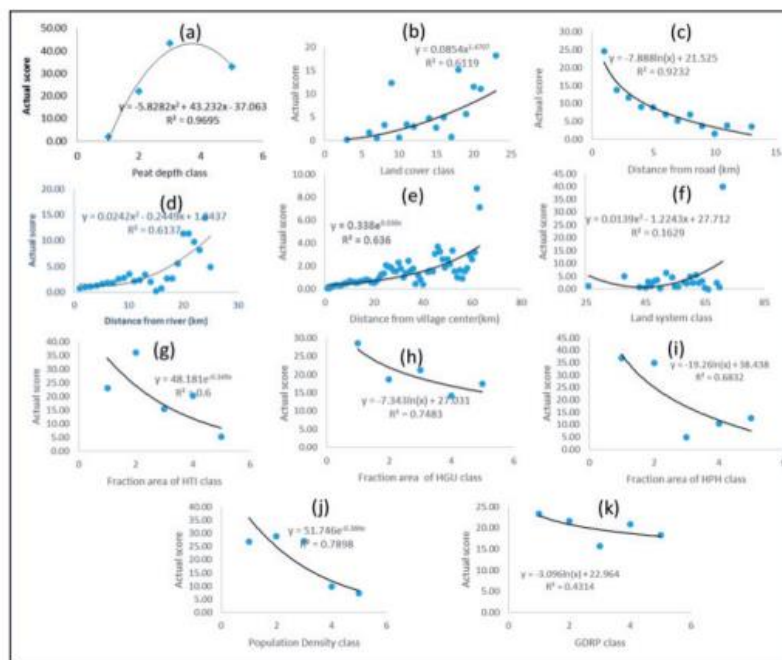 (a)
Actual score
50.00
40.00
30.00
20.00
10.00
0.00
y = -5.8282x² + 43.232x - 37.063
R² = 0.9695
0 2 4 6
Peat depth class
(b)
Actual score
20
15
10
5
0
R² = 0.6119
0 5 10 15 20 25
Land cover class
(c)
Actual score
30.00
25.00
20.00
15.00
10.00
5.00
0.00
y = -7.888ln(x) + 21.525
R² = 0.9232
0 5 10 15
Distance from road (km)
(d)
Actual score
20.00
15.00
10.00
5.00
0.00
R² = 0.6137
0 10 20 30
Distance from river (km)
(e)
Actual score
10.00
8.00
6.00
4.00
2.00
0.00
R² = 0.636
0 20 40 60 80
Distance from village center(km)
(f)
Actual score
45.00
40.00
35.00
30.00
25.00
20.00
15.00
10.00
5.00
0.00
y = 0.0139x² - 1.2243x + 27.712
R² = 0.1629
25 45 65 85
Land system class
(g)
Actual score
40.00
35.00
30.00
25.00
20.00
15.00
10.00
5.00
0.00
R² = 0.6
0 2 4 6
Fraction area of HTI class
(h)
Actual score
30.00
25.00
20.00
15.00
10.00
5.00
0.00
y = -7.343ln(x) + 27.031
R² = 0.7483
0 2 4 6
Fraction area of HGU class
(i)
Actual score
45.00
40.00
35.00
30.00
25.00
20.00
15.00
10.00
5.00
0.00
y = -19.26ln(x) + 38.438
R² = 0.6832
0 2 4 6
Fraction area of HPH class
(j)
Actual score
40.00
35.00
30.00
25.00
20.00
15.00
10.00
5.00
0.00
R² = 0.7898
0 2 4 6
Population Density class
(k)
Actual score
25.00
20.00
15.00
10.00
5.00
0.00
y = -3.096ln(x) + 22.964
R² = 0.4314
0 2 4 6
GDRP class